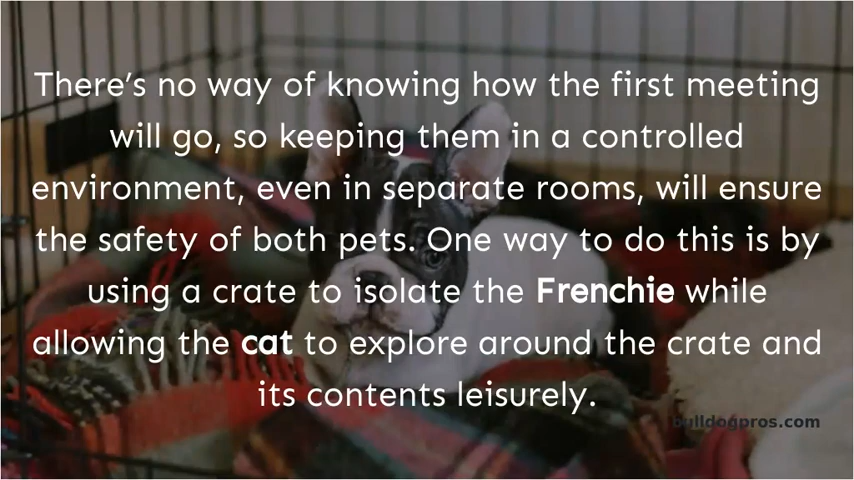 There’s no way of knowing how the first meeting
will go, so keeping them in a controlled
environment, even in separate rooms, will ensure
the safety of both pets. One way to do this is by
using a crate to isolate the Frenchie while
allowing the cat to explore around the crate and
its contents leisurely.
bulldogpros.com